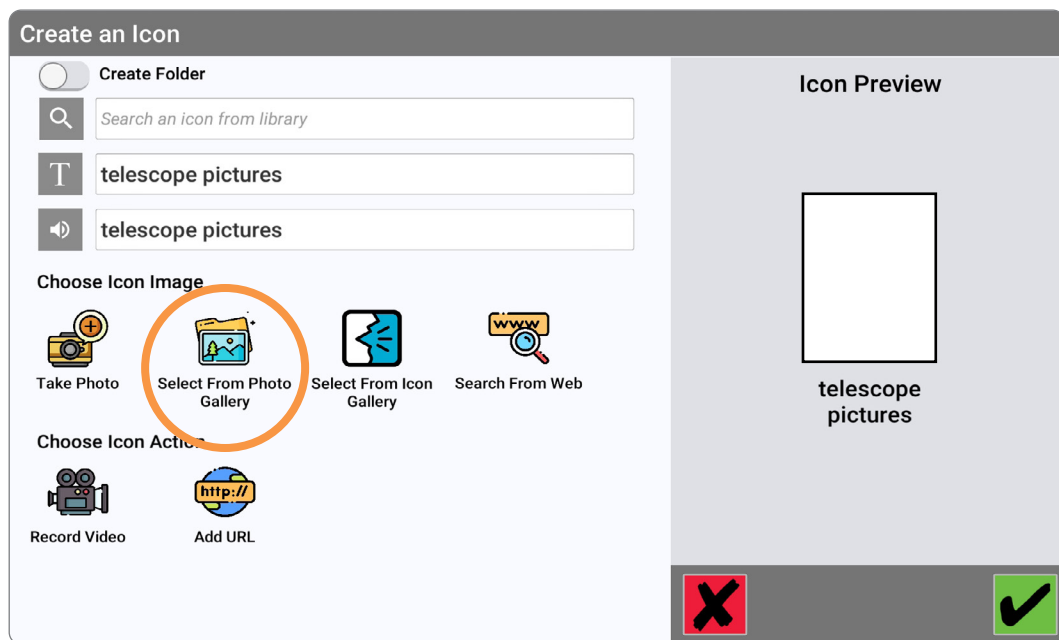 Create an Icon
Create Folder
Icon Preview
Search an icon from library
T
telescope pictures
telescope pictures
Choose Icon Image
www
Take Photo
Select From Photo
Gallery
Select From Icon
Gallery
Search From Web
telescope
pictures
Choose Icon Action
http://
Record Video
Add URL